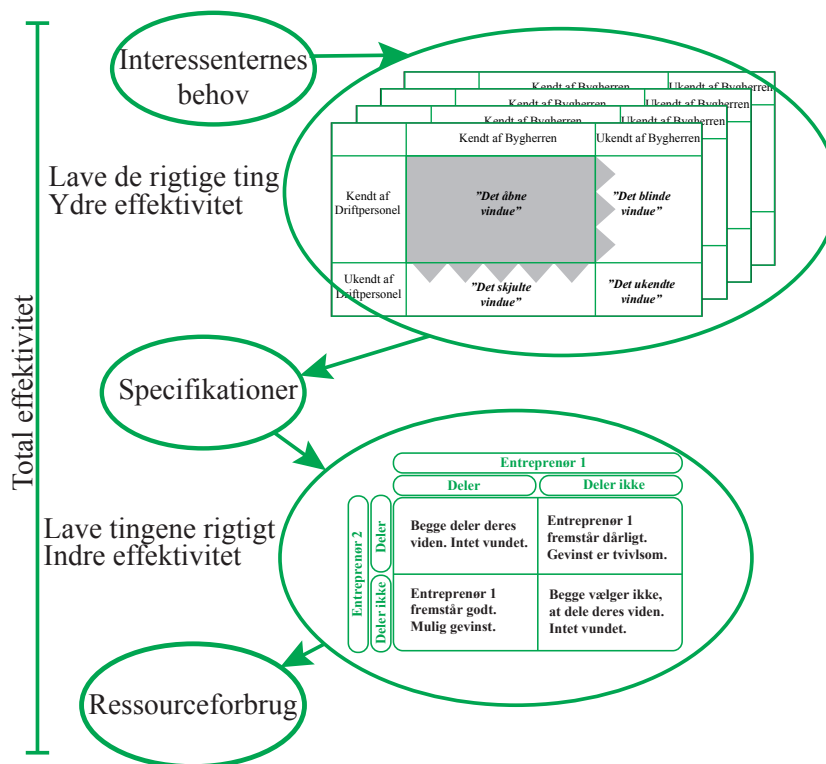 Interessenternes
behov
Kendt af Bygherren
Ukendt af Bygherren
Kendt af Bygherren
Ukendt af Bygherren
Kendt af Bygherren
Ukendt af Bygherren
Kendt af Bygherren
Ukendt af Bygherren
Kendt af
Driftpersonel
”Det åbne
vindue”
”Det blinde
vindue”
Ukendt af
Driftpersonel
”Det skjulte
vindue”
”Det ukendte
vindue”
Lave de rigtige ting
Ydre effektivitet
Total effektivitet
Specifikationer
Entreprenør 1
Deler
Deler ikke
Entreprenør 2
Deler
Begge deler deres
viden. Intet vundet.
Entreprenør 1
fremstår dårligt.
Gevinst er tvivlsom.
Deler ikke
Entreprenør 1
fremstår godt.
Mulig gevinst.
Begge vælger ikke,
at dele deres viden.
Intet vundet.
Lave tingene rigtigt
Indre effektivitet
Ressourceforbrug